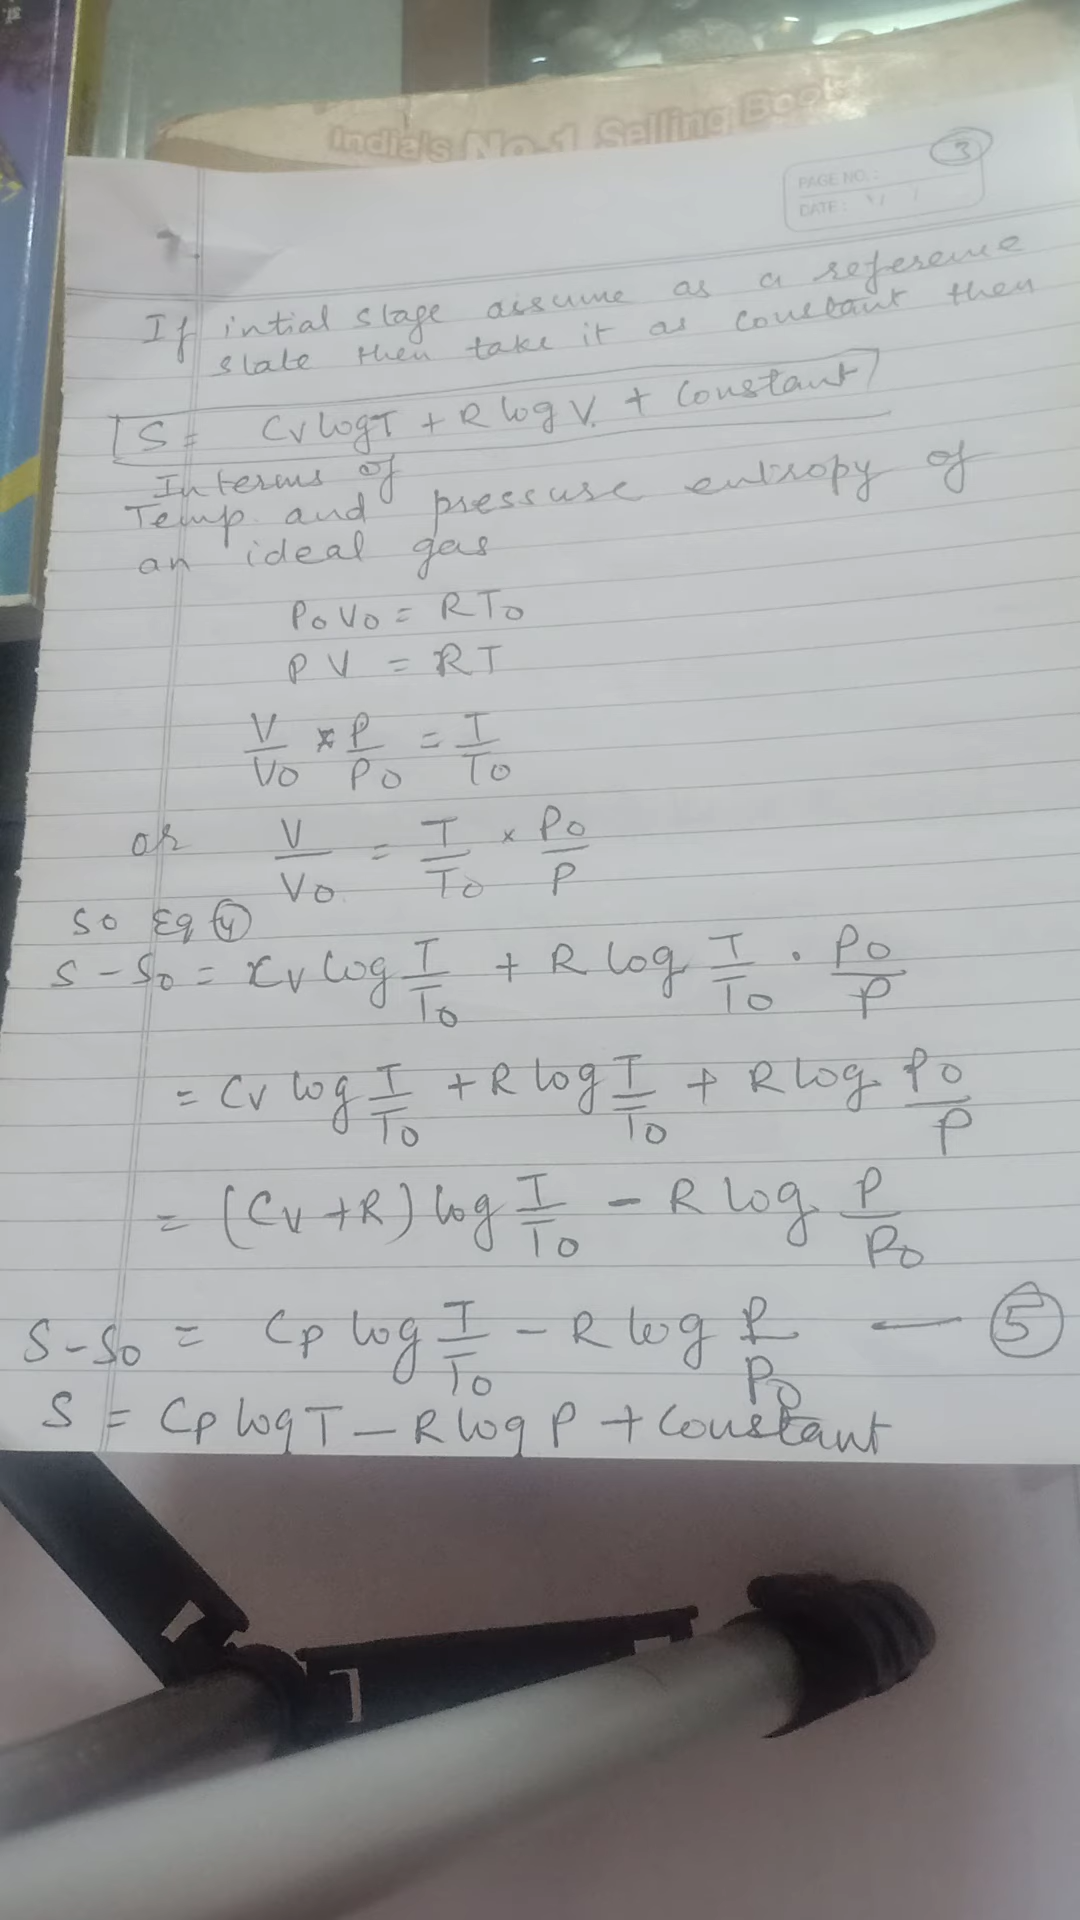 India's No.1 Selling Book
3
PAGE NO.:
DATE: / /
If intial stage assume as a reference
state then take it as constant then
S = Cv log T + R log V + Constant
Interms of
Temp. and pressure entropy of
an ideal gas
P0 V0 = RT0
P V = RT
V/V0 × P/P0 = T/T0
or V/V0 = T/T0 × P0/P
so Eq (4)
S - S0 = Cv log T/T0 + R log T/T0 . P0/P
= Cv log T/T0 + R log T/T0 + R log P0/P
= (Cv + R) log T/T0 - R log P/P0
S - S0 = Cp log T/T0 - R log P/P0 — (5)
S = Cp log T - R log P + Constant